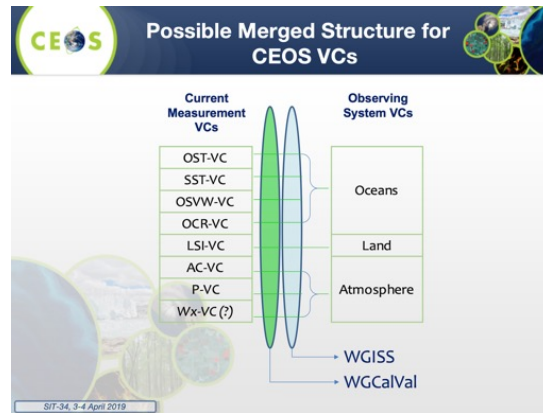 CEOS
Possible Merged Structure for
CEOS VCs
Current
Measurement
VCs
Observing
System VCs
OST-VC
SST-VC
OSVW-VC
OCR-VC
LSI-VC
AC-VC
P-VC
Wx-VC (?)
Oceans
Land
Atmosphere
WGISS
WGCalVal
SIT-34, 3-4 April 2019